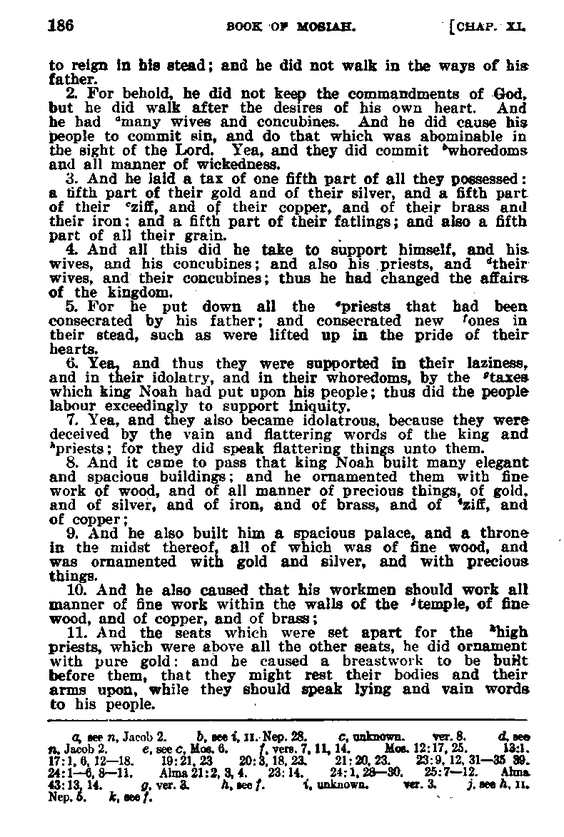 186 BOOK OF MOSIAH. [CHAP. XI.
to reign in his stead; and he did not walk in the ways of his
father.
2. For behold, he did not keep the commandments of God,
but he did walk after the desires of his own heart. And
he had ᵃmany wives and concubines. And he did cause his
people to commit sin, and do that which was abominable in
the sight of the Lord. Yea, and they did commit ᵇwhoredoms
and all manner of wickedness.
3. And he laid a tax of one fifth part of all they possessed:
a fifth part of their gold and of their silver, and a fifth part
of their ᶜziff, and of their copper, and of their brass and
their iron; and a fifth part of their fatlings; and also a fifth
part of all their grain.
4. And all this did he take to support himself, and his
wives, and his concubines; and also his priests, and ᵈtheir
wives, and their concubines; thus he had changed the affairs
of the kingdom.
5. For he put down all the ᵉpriests that had been
consecrated by his father; and consecrated new ᶠones in
their stead, such as were lifted up in the pride of their
hearts.
6. Yea, and thus they were supported in their laziness,
and in their idolatry, and in their whoredoms, by the ᵍtaxes
which king Noah had put upon his people; thus did the people
labour exceedingly to support iniquity.
7. Yea, and they also became idolatrous, because they were
deceived by the vain and flattering words of the king and
ʰpriests; for they did speak flattering things unto them.
8. And it came to pass that king Noah built many elegant
and spacious buildings; and he ornamented them with fine
work of wood, and of all manner of precious things, of gold,
and of silver, and of iron, and of brass, and of ⁱziff, and
of copper;
9. And he also built him a spacious palace, and a throne
in the midst thereof, all of which was of fine wood, and
was ornamented with gold and silver, and with precious
things.
10. And he also caused that his workmen should work all
manner of fine work within the walls of the ʲtemple, of fine
wood, and of copper, and of brass;
11. And the seats which were set apart for the ᵏhigh
priests, which were above all the other seats, he did ornament
with pure gold: and he caused a breastwork to be built
before them, that they might rest their bodies and their
arms upon, while they should speak lying and vain words
to his people.
a, see n, Jacob 2. b, see i, II. Nep. 28. c, unknown. ver. 8. d, see
n, Jacob 2. e, see c, Mos. 6. f, vers. 7, 11, 14. Mos. 12:17, 25. 13:1.
17:1, 6, 12—18. 19:21, 23 20:3, 18, 23. 21:20, 23. 23:9, 12, 31—35 39.
24:1—6, 8—11. Alma 21:2, 3, 4. 23:14. 24:1, 28—30. 25:7—12. Alma
43:13, 14. g, ver. 3. h, see f. i, unknown. ver. 3. j, see h, II.
Nep. 5. k, see f.